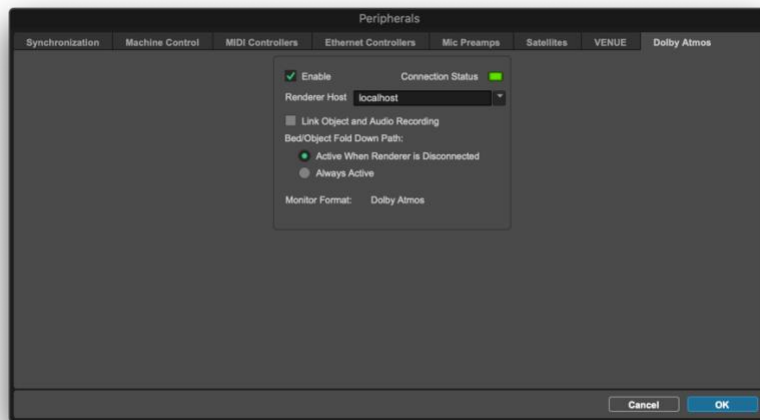 Peripherals
Synchronization Machine Control MIDI Controllers Ethernet Controllers Mic Preamps Satellites VENUE Dolby Atmos
Enable Connection Status
Renderer Host localhost
Link Object and Audio Recording
Bed/Object Fold Down Path:
Active When Renderer is Disconnected
Always Active
Monitor Format: Dolby Atmos
Cancel OK